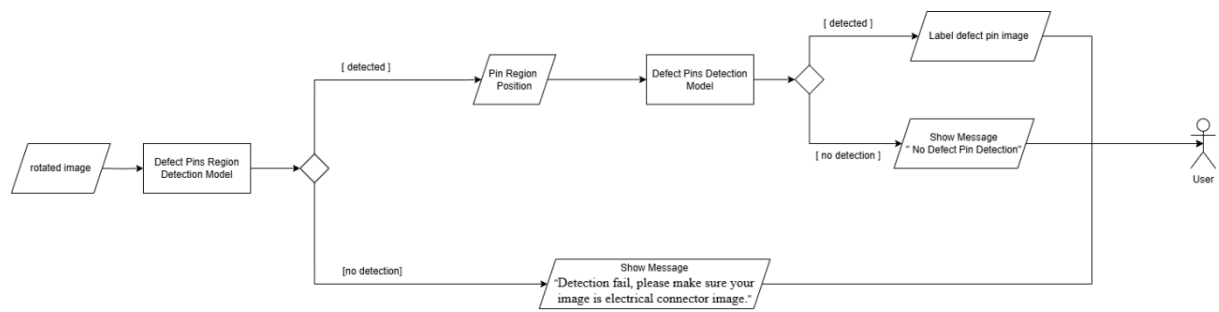 rotated image
Defect Pins Region
Detection Model
[ detected ]
Pin Region
Position
Defect Pins Detection
Model
[ detected ]
Label defect pin image
[ no detection ]
Show Message
" No Defect Pin Detection"
User
[no detection]
Show Message
"Detection fail, please make sure your
image is electrical connector image."